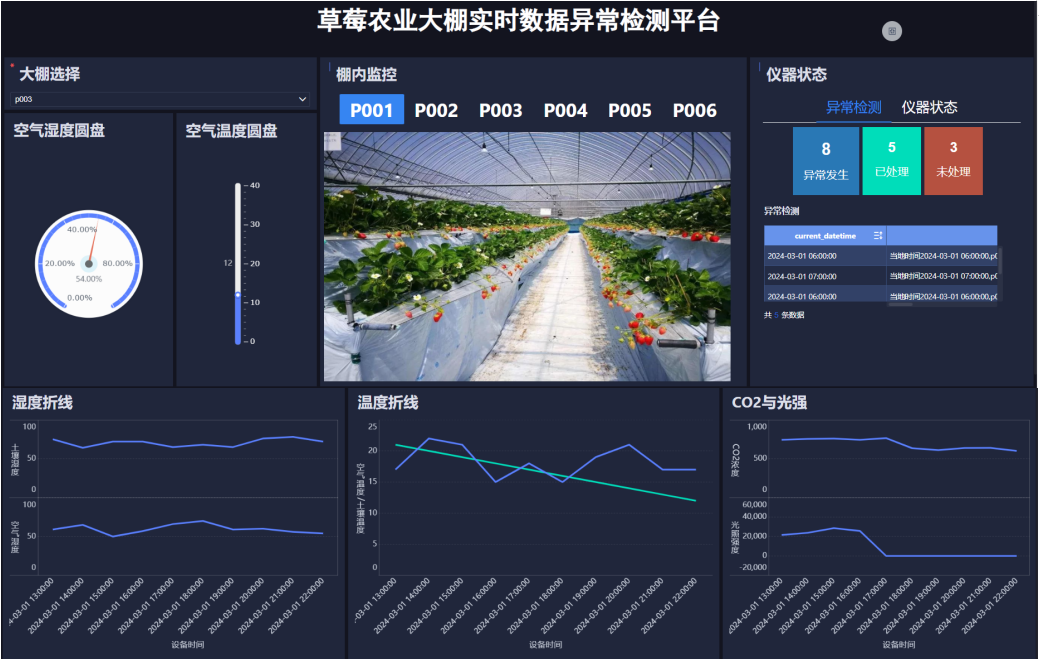 草莓农业大棚实时数据异常检测平台
* 大棚选择
p003
空气湿度圆盘
40.00%
20.00%
80.00%
54.00%
0.00%
空气温度圆盘
40
30
12
20
10
0
棚内监控
P001 P002 P003 P004 P005 P006
仪器状态
异常检测 仪器状态
8
异常发生
5
已处理
3
未处理
异常检测
current_datetime
2024-03-01 06:00:00 当地时间2024-03-01 06:00:00,p0
2024-03-01 07:00:00 当地时间2024-03-01 07:00:00,p0
2024-03-01 06:00:00 当地时间2024-03-01 06:00:00,p0
共 5 条数据
湿度折线
100
50
0
土壤湿度
100
50
0
空气湿度
2024-03-01 14:00:00
2024-03-01 15:00:00
2024-03-01 16:00:00
2024-03-01 17:00:00
2024-03-01 18:00:00
2024-03-01 19:00:00
2024-03-01 20:00:00
2024-03-01 21:00:00
2024-03-01 22:00:00
设备时间
温度折线
25
20
15
10
5
0
空气温度/土壤温度
-03-01 13:00:00
2024-03-01 14:00:00
2024-03-01 15:00:00
2024-03-01 16:00:00
2024-03-01 17:00:00
2024-03-01 18:00:00
2024-03-01 19:00:00
2024-03-01 20:00:00
2024-03-01 21:00:00
2024-03-01 22:00:00
设备时间
CO2与光强
1,000
500
0
CO2浓度
60,000
40,000
20,000
0
-20,000
光照强度
2024-03-01 14:00:00
2024-03-01 15:00:00
2024-03-01 16:00:00
2024-03-01 17:00:00
2024-03-01 18:00:00
2024-03-01 19:00:00
2024-03-01 20:00:00
2024-03-01 21:00:00
2024-03-01 22:00:00
设备时间